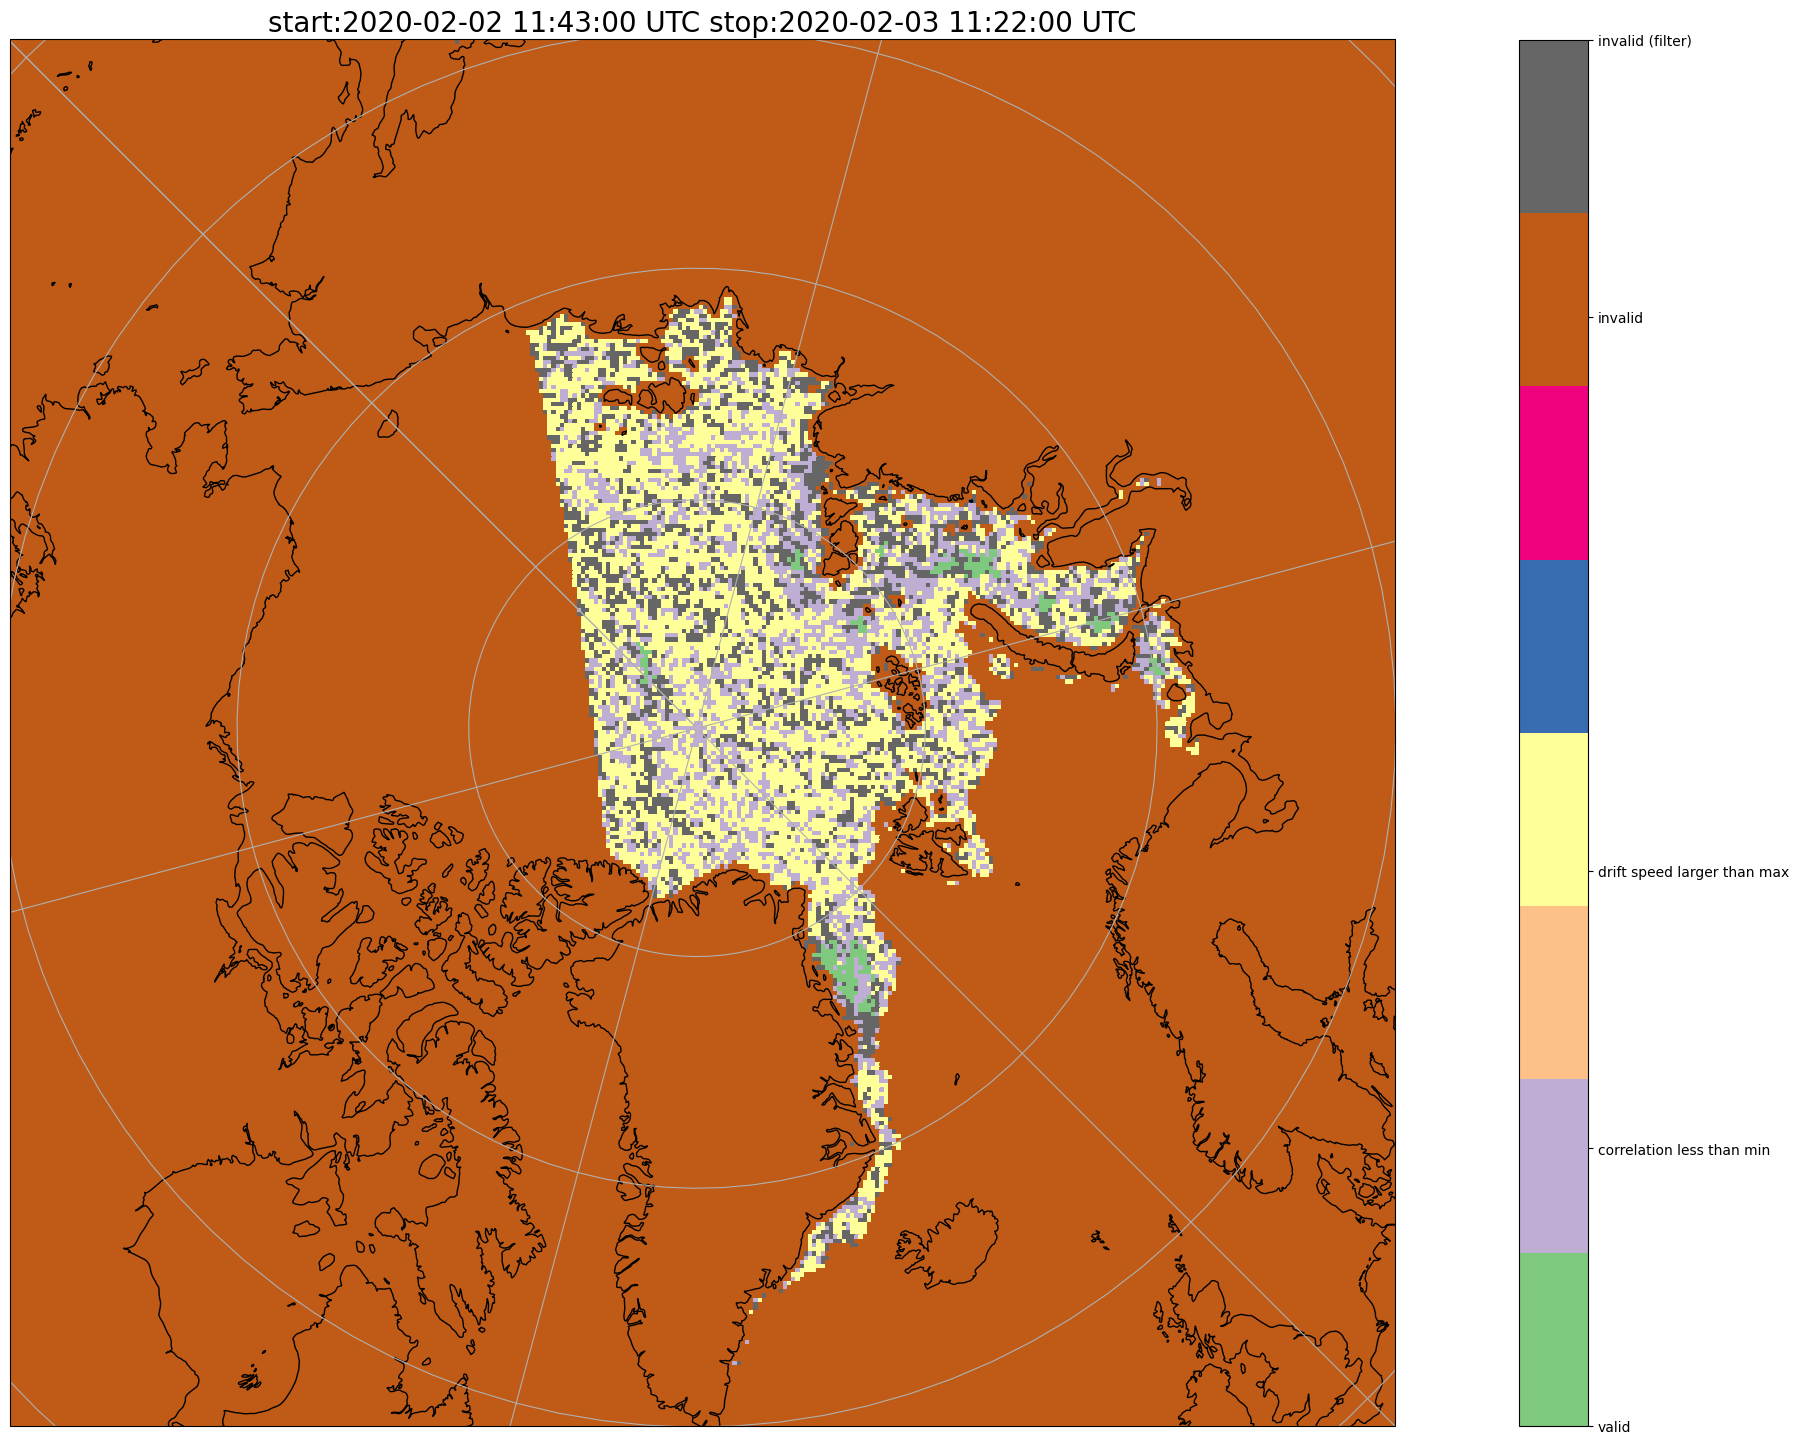 start:2020-02-02 11:43:00 UTC stop:2020-02-03 11:22:00 UTC
invalid (filter)
invalid
drift speed larger than max
correlation less than min
valid